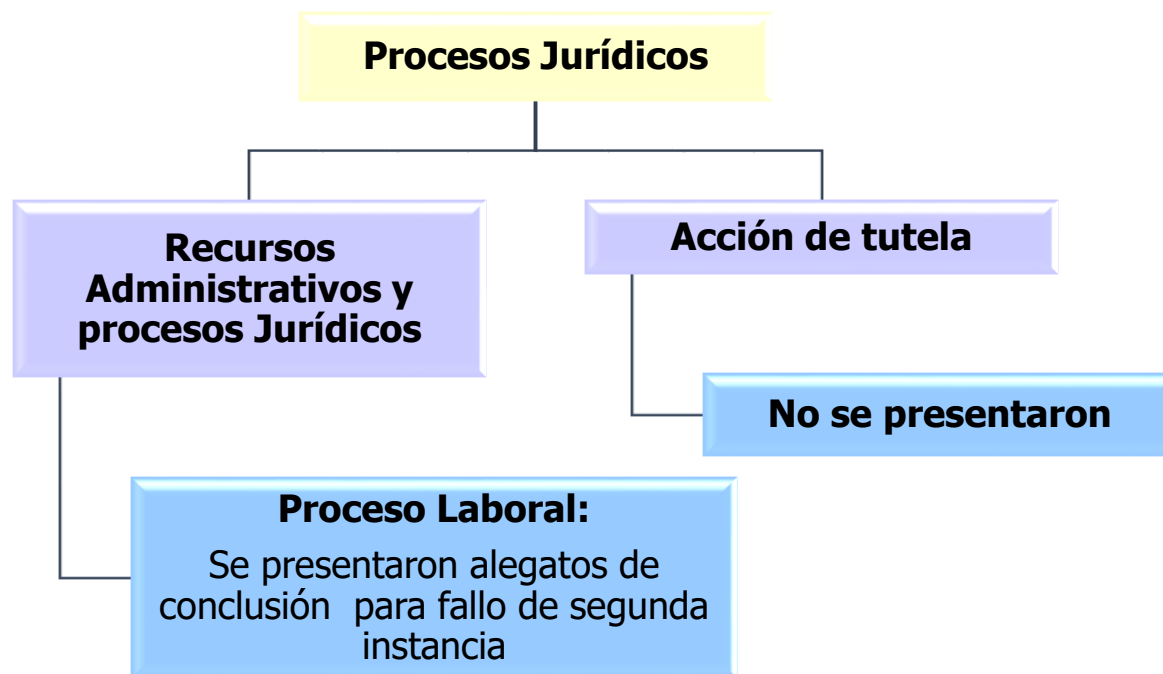 Procesos Jurídicos
Recursos
Administrativos y
procesos Jurídicos
Acción de tutela
No se presentaron
Proceso Laboral:
Se presentaron alegatos de
conclusión  para fallo de segunda
instancia